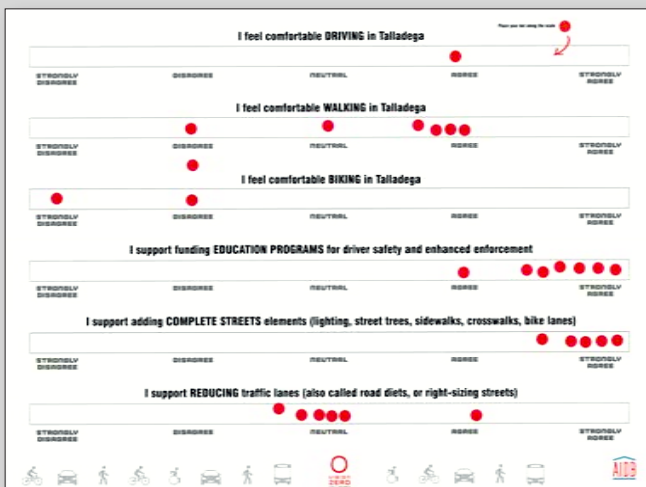 Place your dot along the scale
I feel comfortable DRIVING in Talladega
STRONGLY DISAGREE DISAGREE NEUTRAL AGREE STRONGLY AGREE
I feel comfortable WALKING in Talladega
STRONGLY DISAGREE DISAGREE NEUTRAL AGREE STRONGLY AGREE
I feel comfortable BIKING in Talladega
STRONGLY DISAGREE DISAGREE NEUTRAL AGREE STRONGLY AGREE
I support funding EDUCATION PROGRAMS for driver safety and enhanced enforcement
STRONGLY DISAGREE DISAGREE NEUTRAL AGREE STRONGLY AGREE
I support adding COMPLETE STREETS elements (lighting, street trees, sidewalks, crosswalks, bike lanes)
STRONGLY DISAGREE DISAGREE NEUTRAL AGREE STRONGLY AGREE
I support REDUCING traffic lanes (also called road diets, or right-sizing streets)
STRONGLY DISAGREE DISAGREE NEUTRAL AGREE STRONGLY AGREE
VISION
ZERO
AIDB